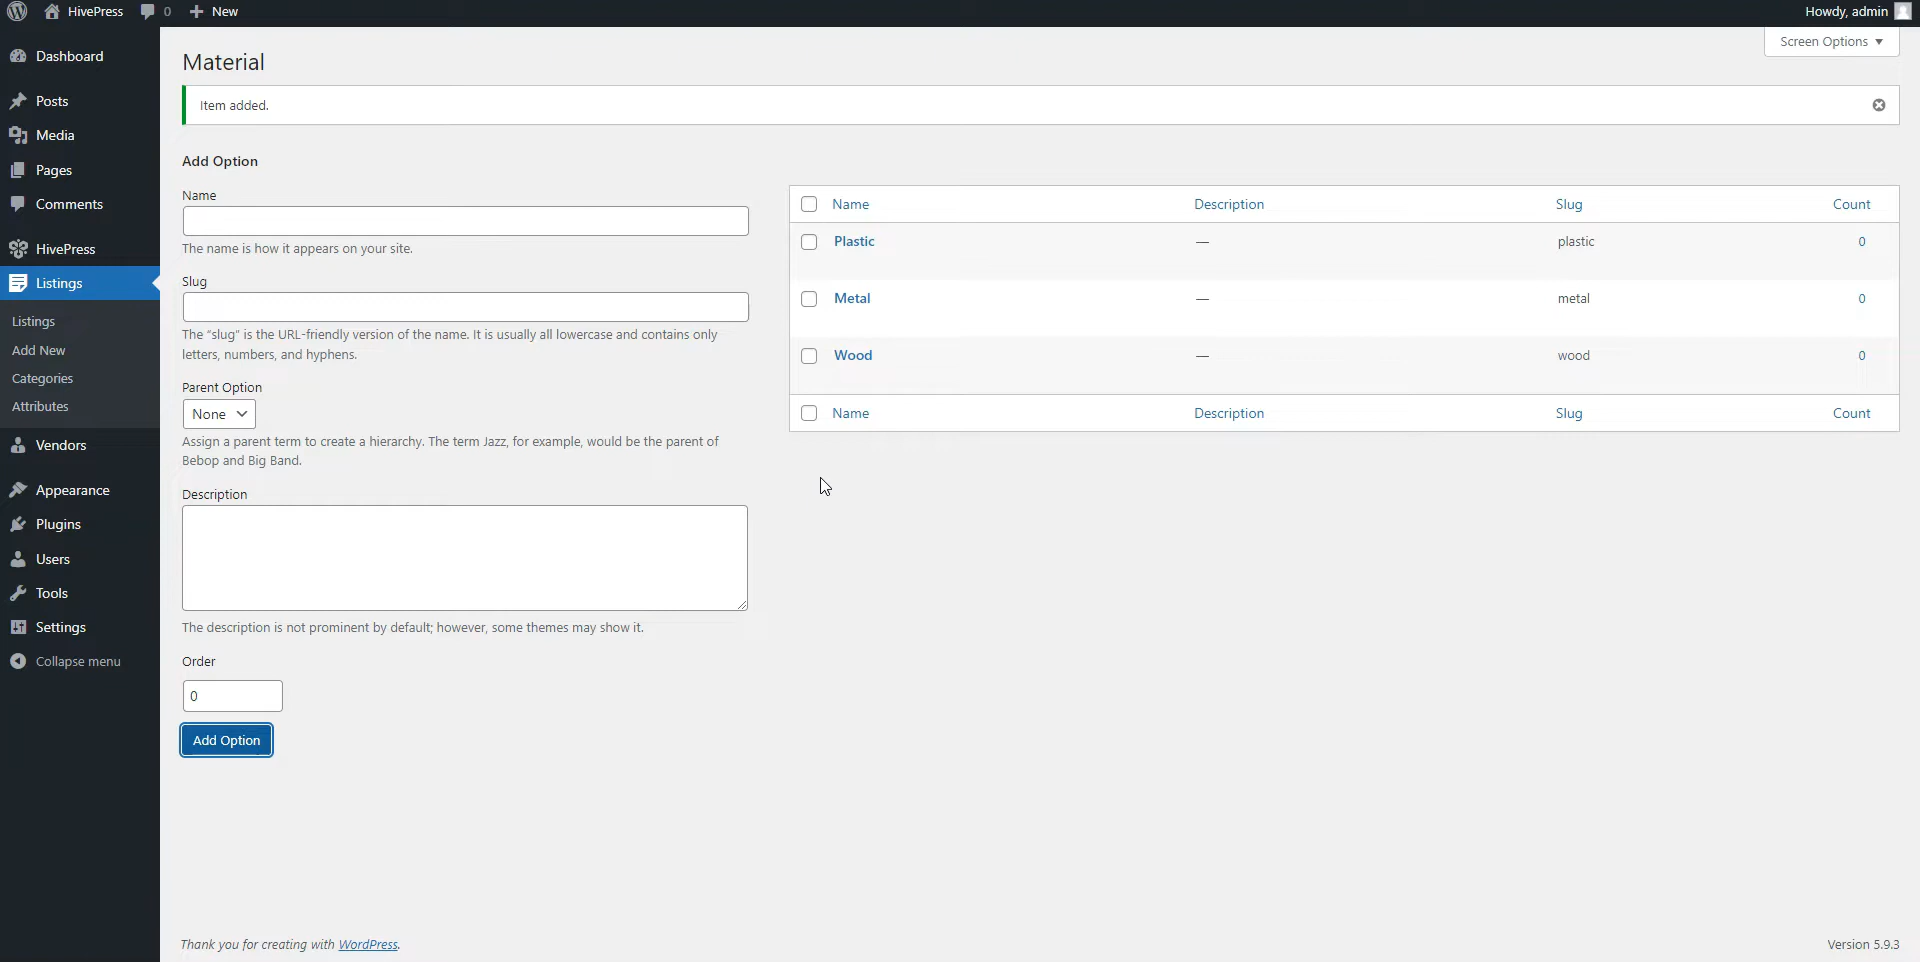 HivePress 0 New Howdy, admin
Screen Options
Dashboard
Posts
Media
Pages
Comments
HivePress
Listings
Listings
Add New
Categories
Attributes
Vendors
Appearance
Plugins
Users
Tools
Settings
Collapse menu
Material
Item added.
Add Option
Name
The name is how it appears on your site.
Slug
The “slug” is the URL-friendly version of the name. It is usually all lowercase and contains only
letters, numbers, and hyphens.
Parent Option
None
Assign a parent term to create a hierarchy. The term Jazz, for example, would be the parent of
Bebop and Big Band.
Description
The description is not prominent by default; however, some themes may show it.
Order
0
Add Option
Name Description Slug Count
Plastic — plastic 0
Metal — metal 0
Wood — wood 0
Name Description Slug Count
Thank you for creating with WordPress.
Version 5.9.3